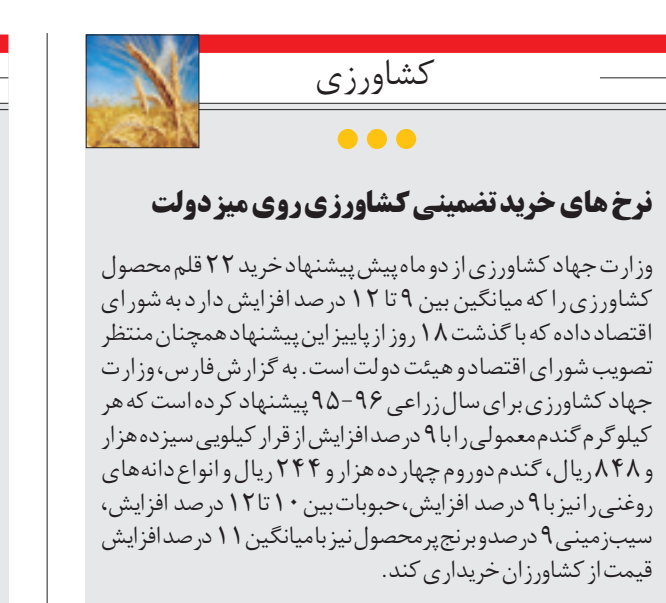 کشاورزی
نرخ های خرید تضمینی کشاورزی روی میز دولت
وزارت جهاد کشاورزی از دو ماه پیش پیشنهاد خرید ۲۲ قلم محصول
کشاورزی را که میانگین بین ۹ تا ۱۲ درصد افزایش دارد به شورای
اقتصاد داده که با گذشت ۱۸ روز از پاییز این پیشنهاد همچنان منتظر
تصویب شورای اقتصاد و هیئت دولت است. به گزارش فارس، وزارت
جهاد کشاورزی برای سال زراعی ۹۶-۹۵ پیشنهاد کرده است که هر
کیلوگرم گندم معمولی را با ۹ درصد افزایش از قرار کیلویی سیزده هزار
و ۸۴۸ ریال، گندم دوروم چهارده هزار و ۲۴۴ ریال و انواع دانه‌های
روغنی را نیز با ۹ درصد افزایش، حبوبات بین ۱۰ تا ۱۲ درصد افزایش،
سیب‌زمینی ۹ درصد و برنج پرمحصول نیز با میانگین ۱۱ درصد افزایش
قیمت از کشاورزان خریداری کند.